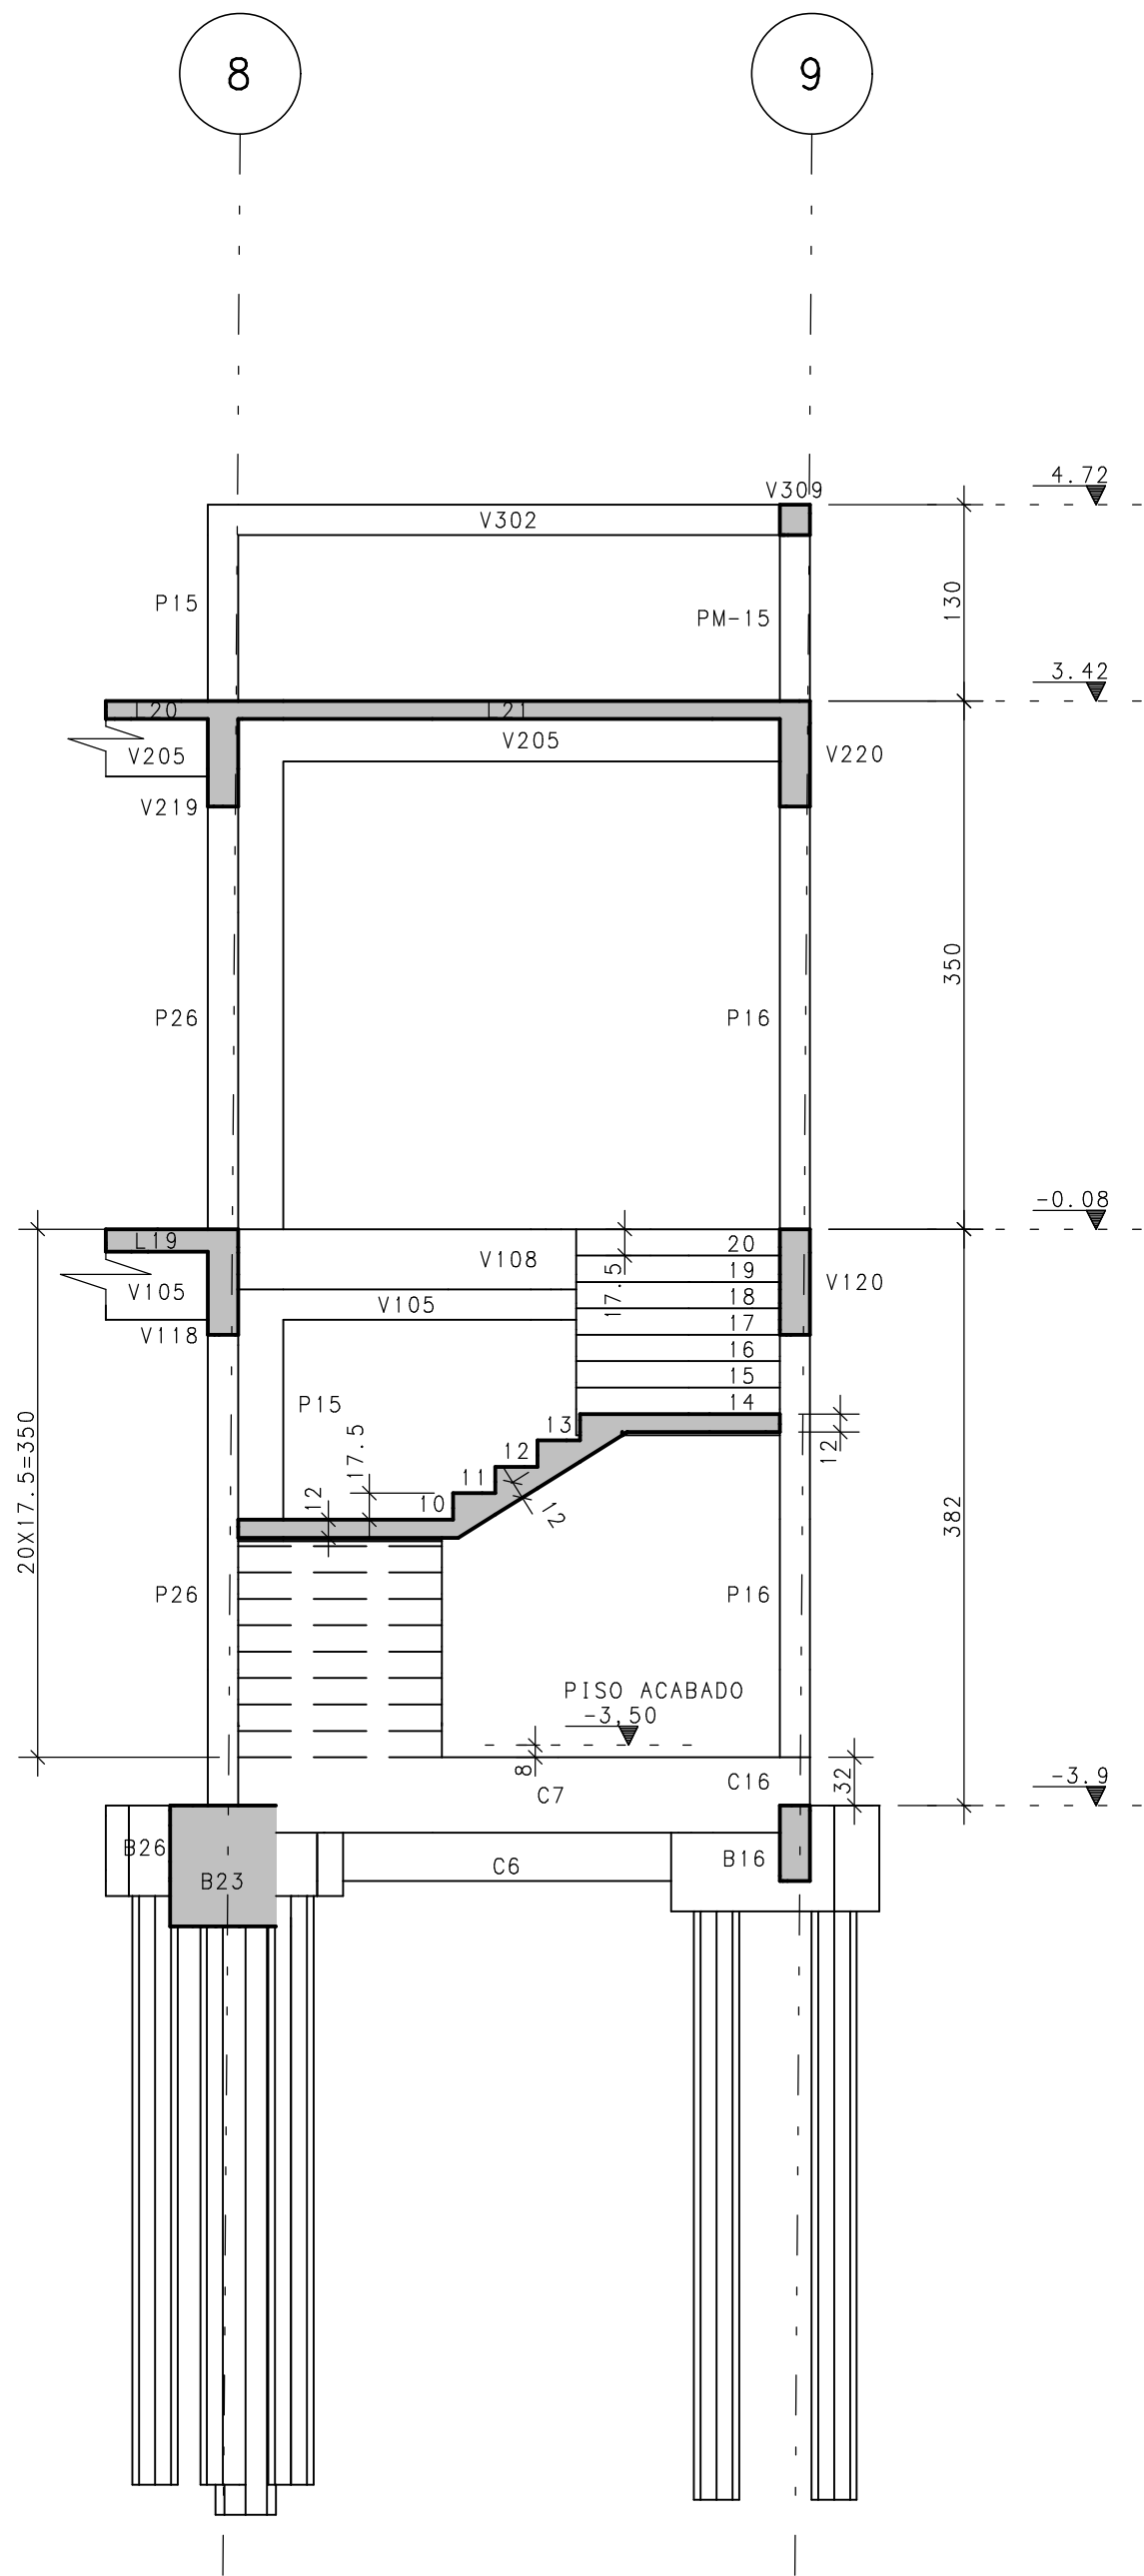 8 9
4.72
V309
V302
130
P15
PM-15
3.42
L20 L21
V205
V205
V220
V219
350
P26
P16
-0.08
20
L19
V108
19
17.5
V105
V105
18
V120
17
V118
16
15
14
P15
13
17.5
12
12
11
10
12
12
20X17.5=350
382
P26
P16
PISO ACABADO
-3.50
8
C7
C16
32
-3.9
B26
B16
C6
B23